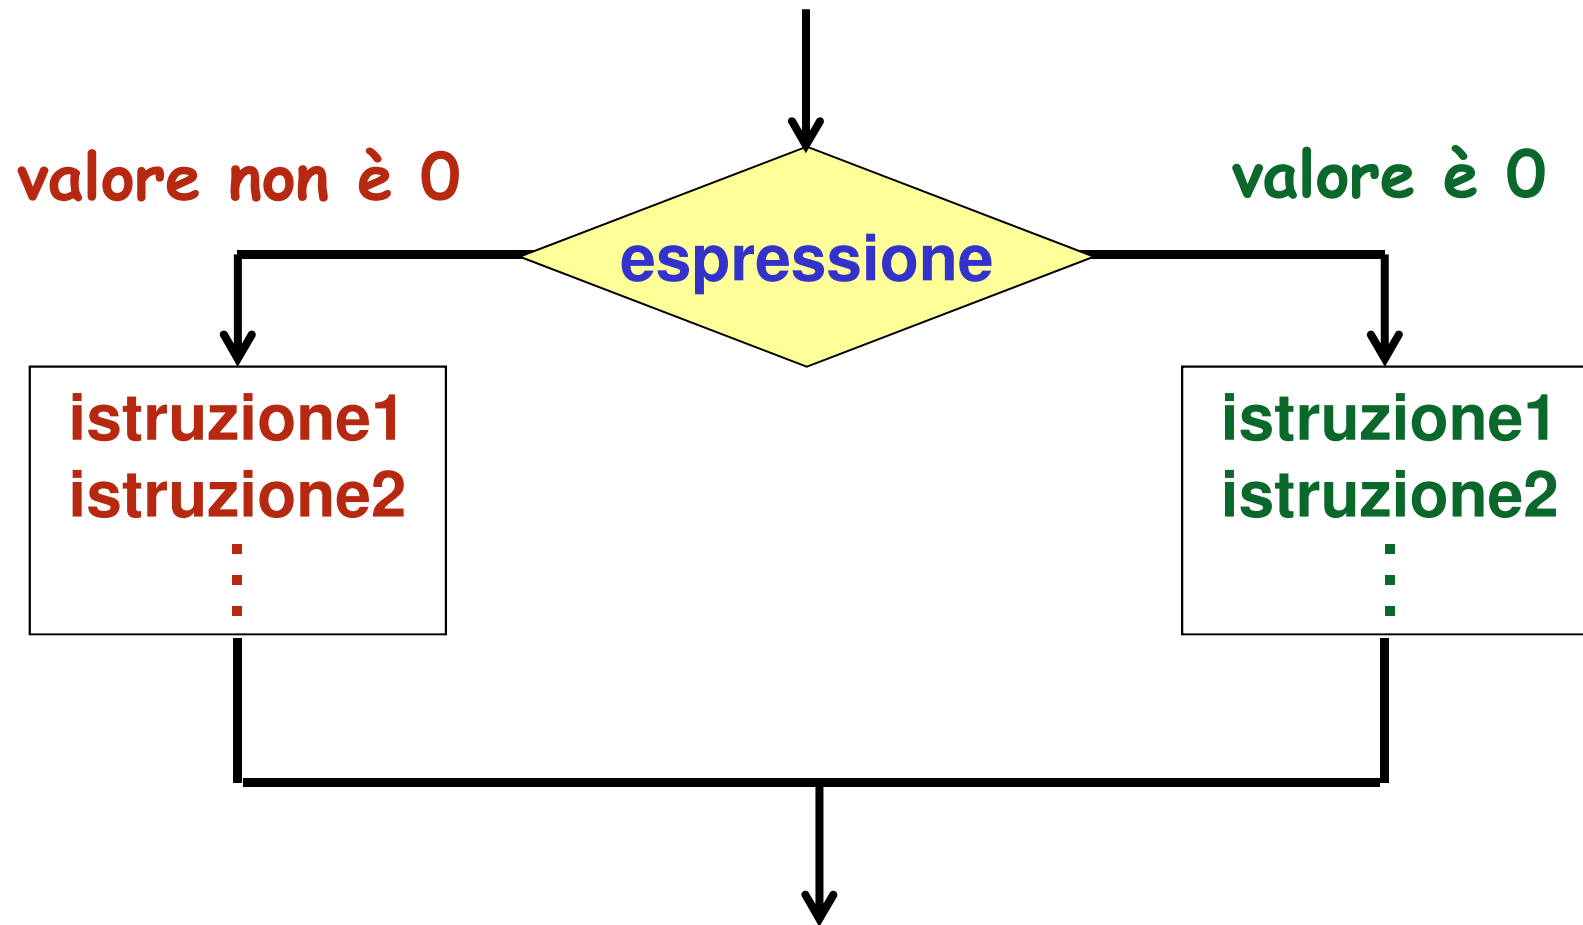 valore non è 0
valore è 0
espressione
istruzione1
istruzione2
istruzione1
istruzione2